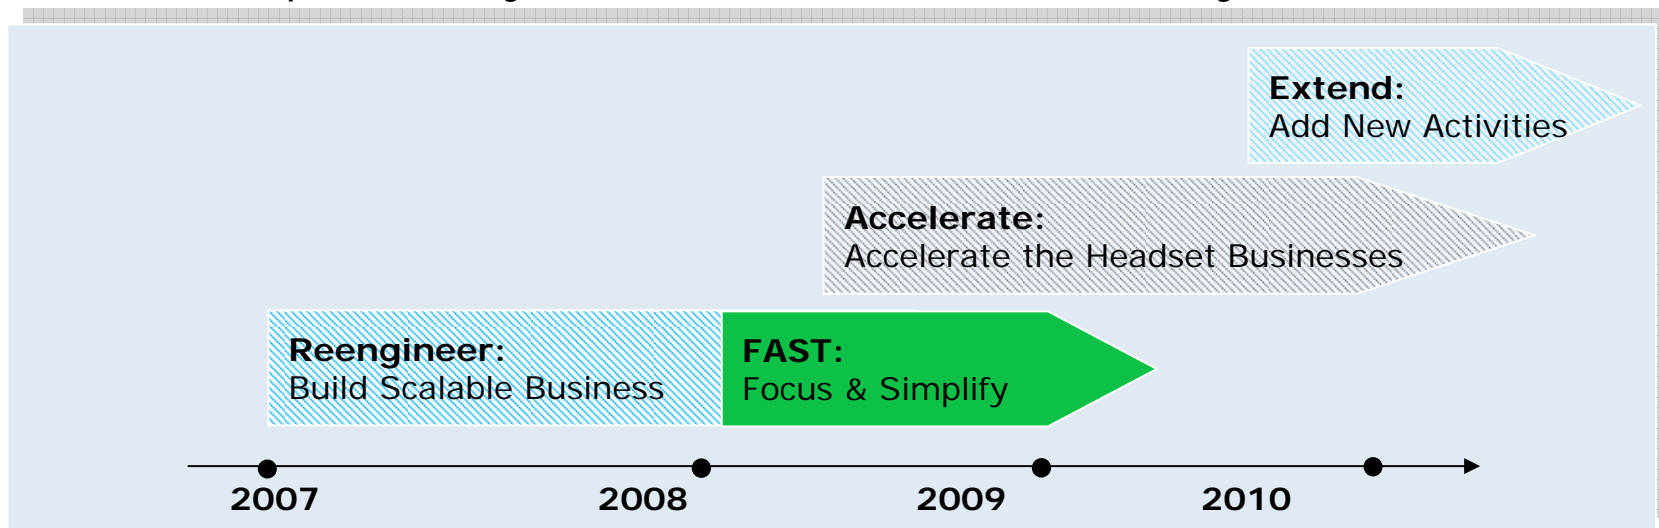 Extend:
Add New Activities
Accelerate:
Accelerate the Headset Businesses
Reengineer:
Build Scalable Business
FAST:
Focus & Simplify
2007 2008 2009 2010